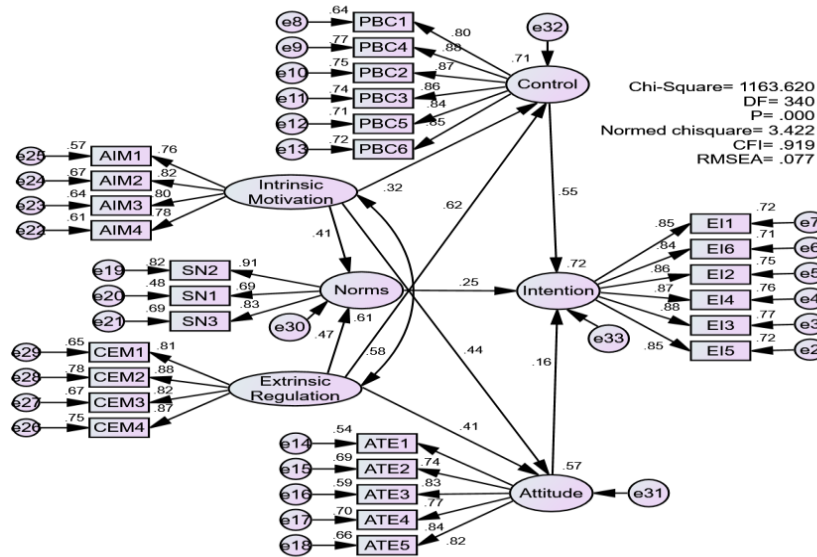 e8 .64 PBC1 .80
e9 .77 PBC4 .88
e10 .75 PBC2 .87
e11 .74 PBC3 .86
e12 .71 PBC5 .84
e13 .72 PBC6 .85
e32
.71
Control
Chi-Square= 1163.620
DF= 340
P= .000
Normed chisquare= 3.422
CFI= .919
RMSEA= .077
e25 .57 AIM1 .76
e24 .67 AIM2 .82
e23 .64 AIM3 .80
e22 .61 AIM4 .78
Intrinsic
Motivation
.32
.62
.55
.41
e19 .82 SN2 .91
e20 .48 SN1 .69
e21 .69 SN3 .83
Norms
.61
e30
.25
.72
Intention
e33
.85 EI1 .72
.84 EI6 .71 e6
.86 EI2 .75 e5
.87 EI4 .76 e4
.88 EI3 .77
.85 EI5 .72
.47
.58
.44
.16
e29 .65 CEM1 .81
e28 .78 CEM2 .88
e27 .67 CEM3 .82
e26 .75 CEM4 .87
Extrinsic
Regulation
.41
e14 .54 ATE1 .74
e15 .69 ATE2 .83
e16 .59 ATE3 .77
e17 .70 ATE4 .84
e18 .66 ATE5 .82
.57
Attitude
e31